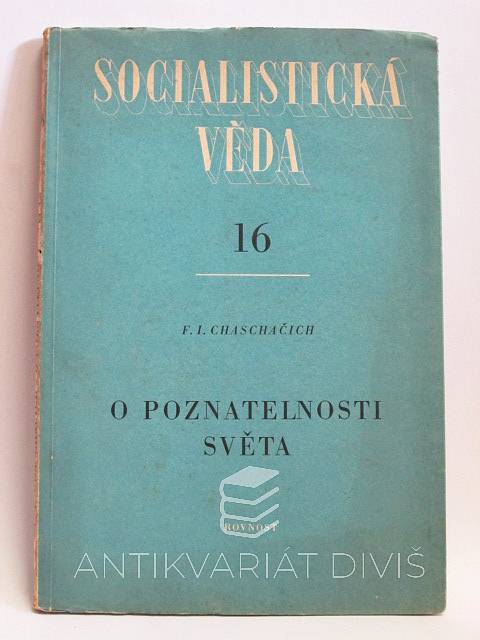 SOCIALISTICKÁ
VĚDA
16
F. I. CHASCHAČICH
O POZNATELNOSTI
SVĚTA
ROVNOST
ANTIKVARIÁT DIVIŠ